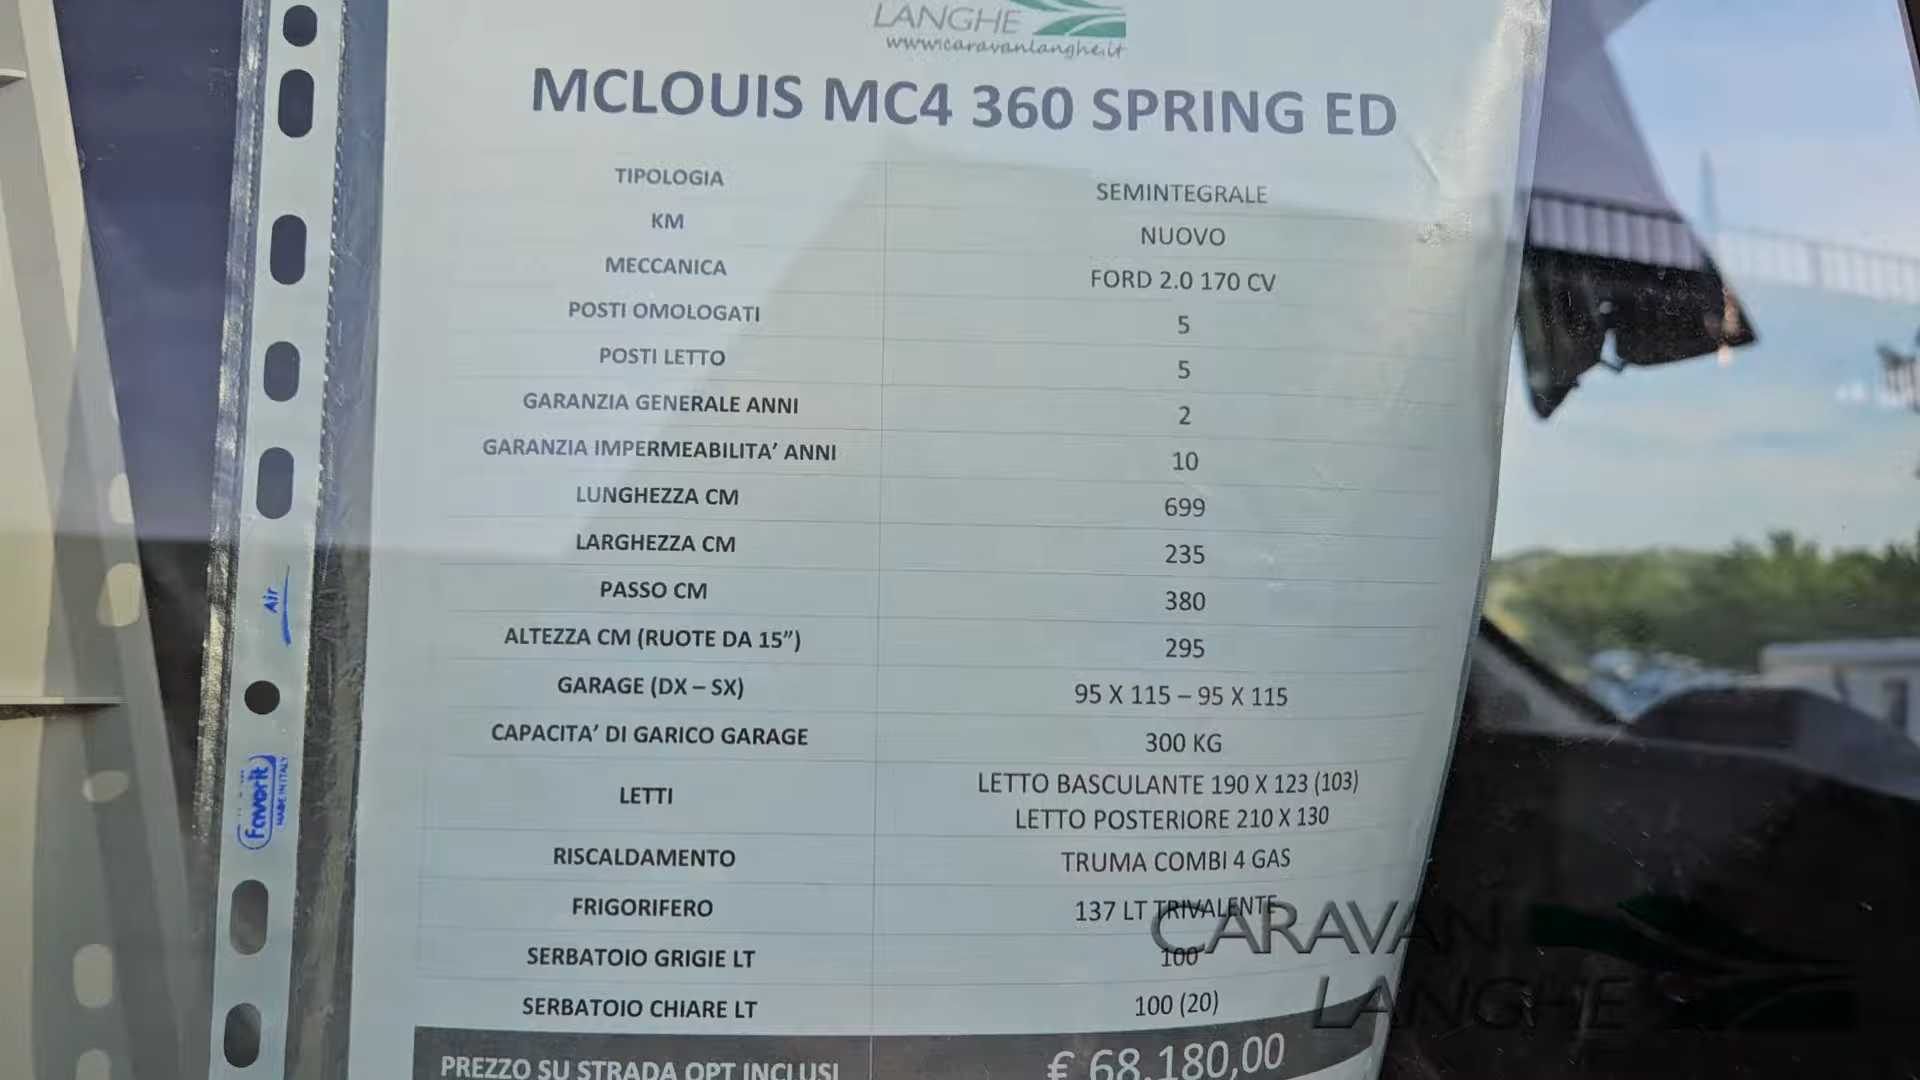 LANGHE
www.caravanlanghe.it
MCLOUIS MC4 360 SPRING ED
TIPOLOGIA SEMINTEGRALE
KM NUOVO
MECCANICA FORD 2.0 170 CV
POSTI OMOLOGATI 5
POSTI LETTO 5
GARANZIA GENERALE ANNI 2
GARANZIA IMPERMEABILITA’ ANNI 10
LUNGHEZZA CM 699
LARGHEZZA CM 235
PASSO CM 380
ALTEZZA CM (RUOTE DA 15”) 295
GARAGE (DX – SX) 95 X 115 – 95 X 115
CAPACITA’ DI GARICO GARAGE 300 KG
LETTI LETTO BASCULANTE 190 X 123 (103)
LETTO POSTERIORE 210 X 130
RISCALDAMENTO TRUMA COMBI 4 GAS
FRIGORIFERO 137 LT TRIVALENTE
SERBATOIO GRIGIE LT 100
SERBATOIO CHIARE LT 100 (20)
PREZZO SU STRADA OPT INCLUSI € 68.180,00
Air
Favorit
MADE IN ITALY
CARAVAN
LANGHE